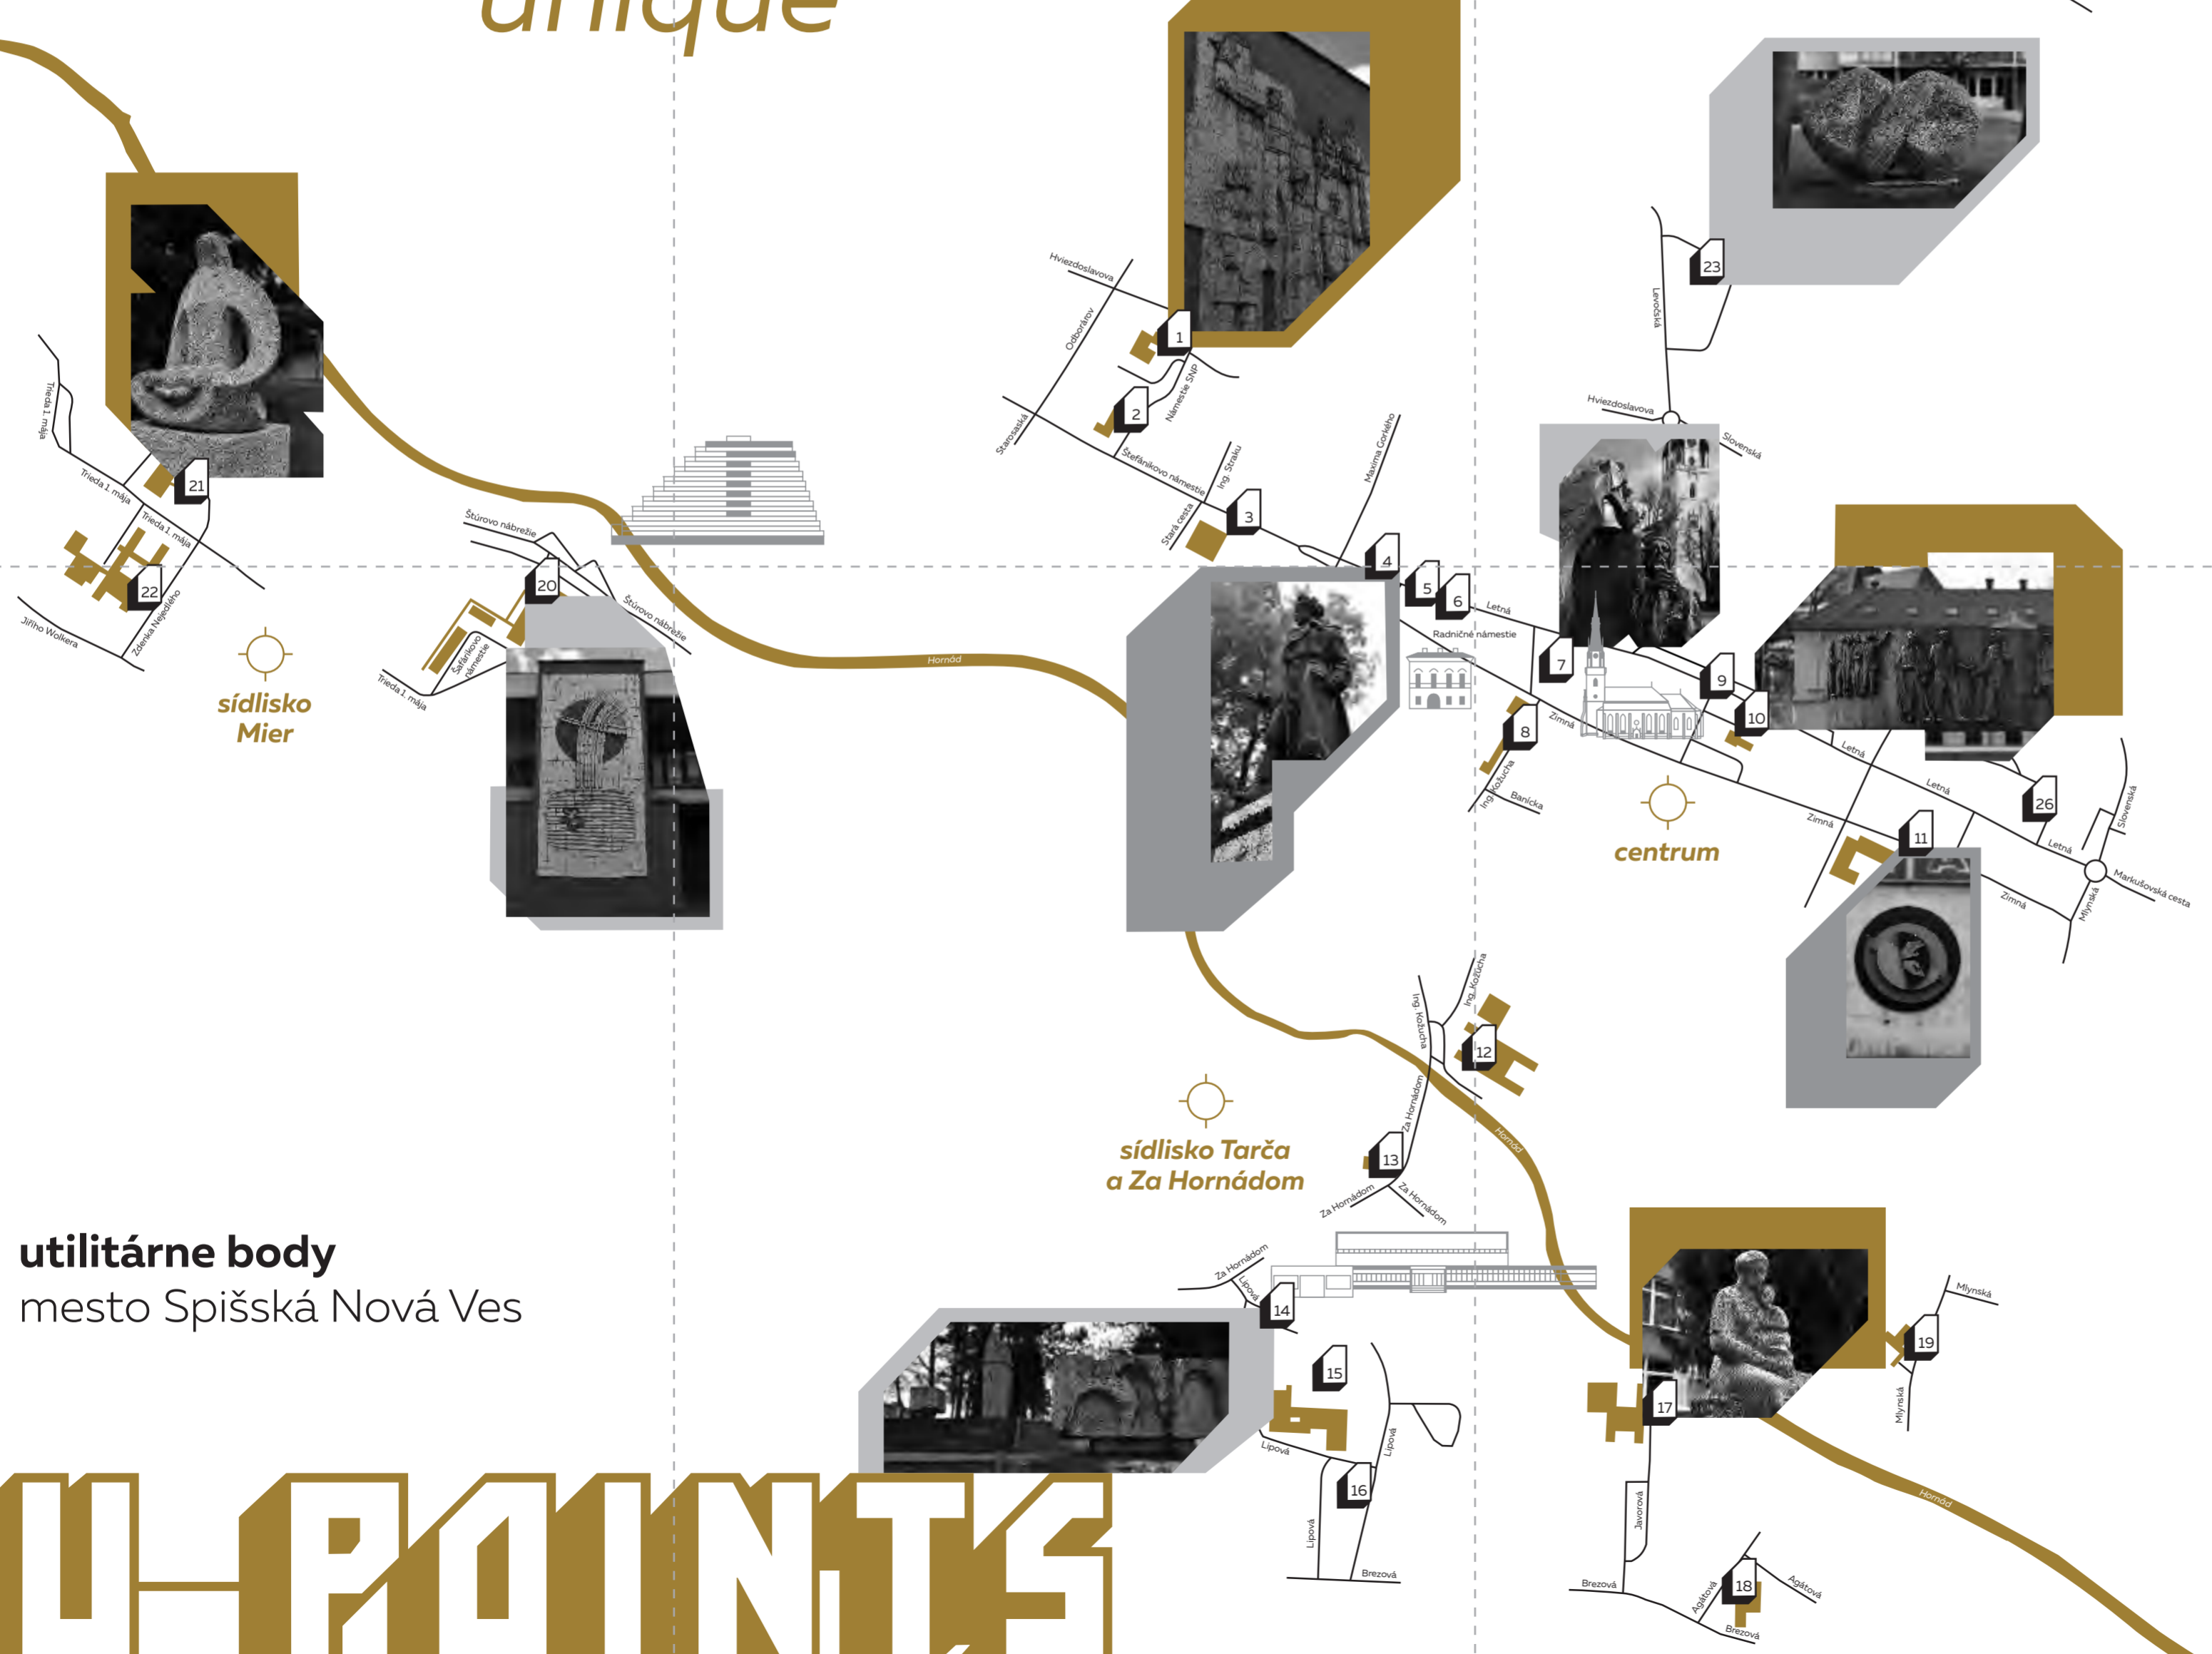 unique
Hviezdoslavova
Odborárov
1
2
Námestie SNP
Starosaská
Štefánikovo námestie
Ing. Straku
Stará cesta
3
Maxima Gorkého
4
5
6
Letná
Radničné námestie
7
8
Zimná
Ing. Kožucha
Banícka
9
10
Letná
Letná
26
Slovenská
Zimná
11
Letná
Markušovská cesta
Zimná
Mlynská
centrum
23
Levočská
Hviezdoslavova
Slovenská
Trieda 1. mája
Trieda 1. mája
21
Trieda 1. mája
22
Zdenka Nejedlého
Jiřího Wolkera
sídlisko
Mier
Štúrovo nábrežie
20
Štúrovo nábrežie
Šafárikovo
námestie
Trieda 1. mája
Hornád
Ing. Kožucha
Ing. Kožucha
12
Za Hornádom
Hornád
13
Za Hornádom
Za Hornádom
sídlisko Tarča
a Za Hornádom
Za Hornádom
Lipová
14
15
Lipová
Lipová
16
Lipová
Brezová
17
Mlynská
19
Mlynská
Hornád
Javorová
Brezová
18
Agátová
Agátová
Brezová
utilitárne body
mesto Spišská Nová Ves
U-POINTS